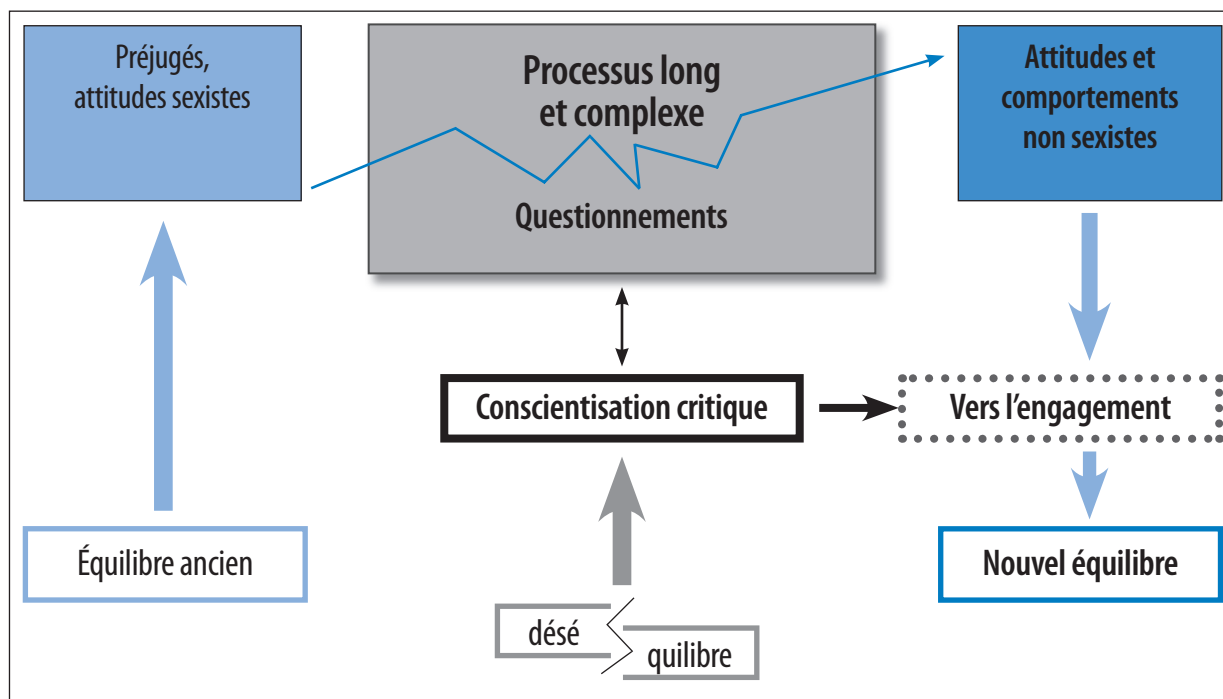 Préjugés,
attitudes sexistes
Processus long
et complexe
Questionnements
Attitudes et
comportements
non sexistes
Conscientisation critique
Vers l'engagement
Équilibre ancien
Nouvel équilibre
désé
quilibre